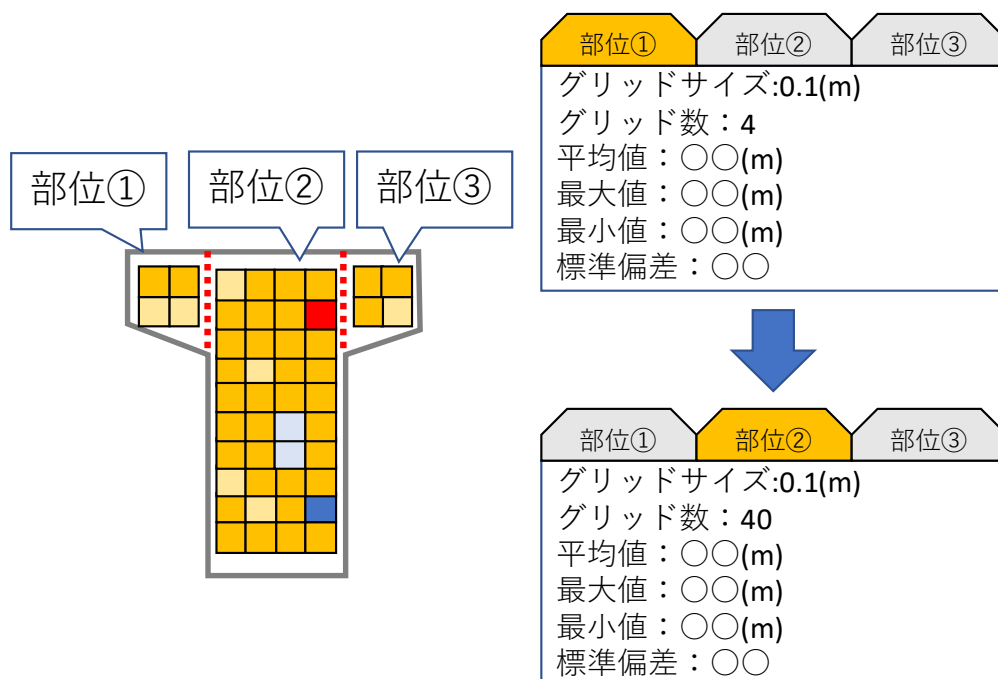 部位① 部位② 部位③
グリッドサイズ:0.1(m)
グリッド数：4
平均値：○○(m)
最大値：○○(m)
最小値：○○(m)
標準偏差：○○
部位① 部位② 部位③
部位① 部位② 部位③
グリッドサイズ:0.1(m)
グリッド数：40
平均値：○○(m)
最大値：○○(m)
最小値：○○(m)
標準偏差：○○